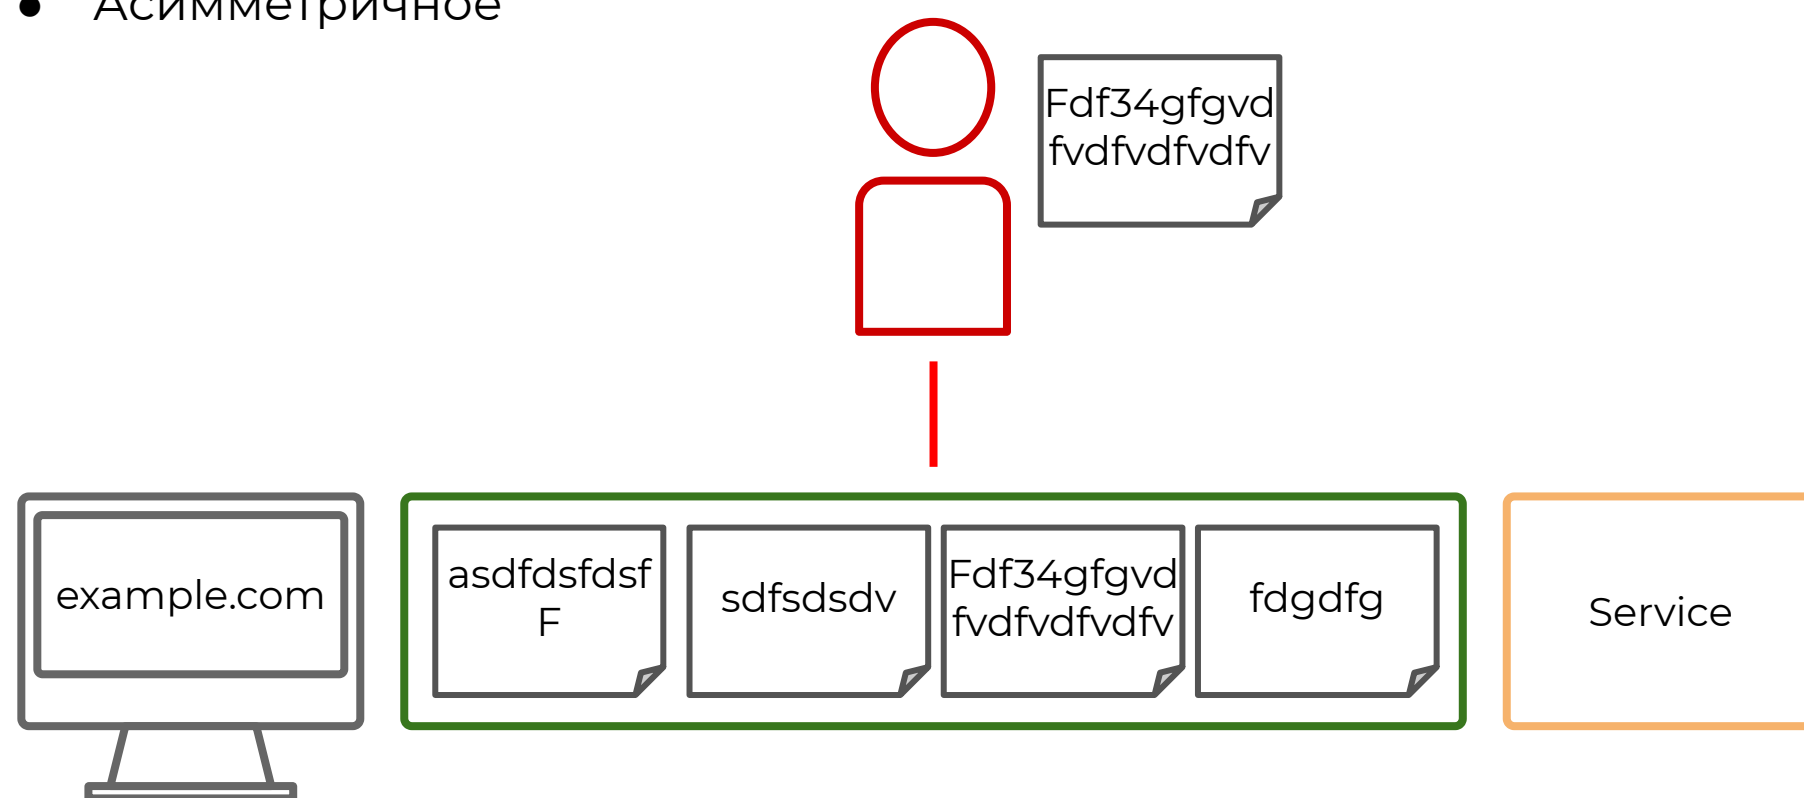 ● Асимметричное
Fdf34gfgvd
fvdfvdfvdfv
example.com
asdfdsfdsf
F
sdfsdsdv
Fdf34gfgvd
fvdfvdfvdfv
fdgdfg
Service